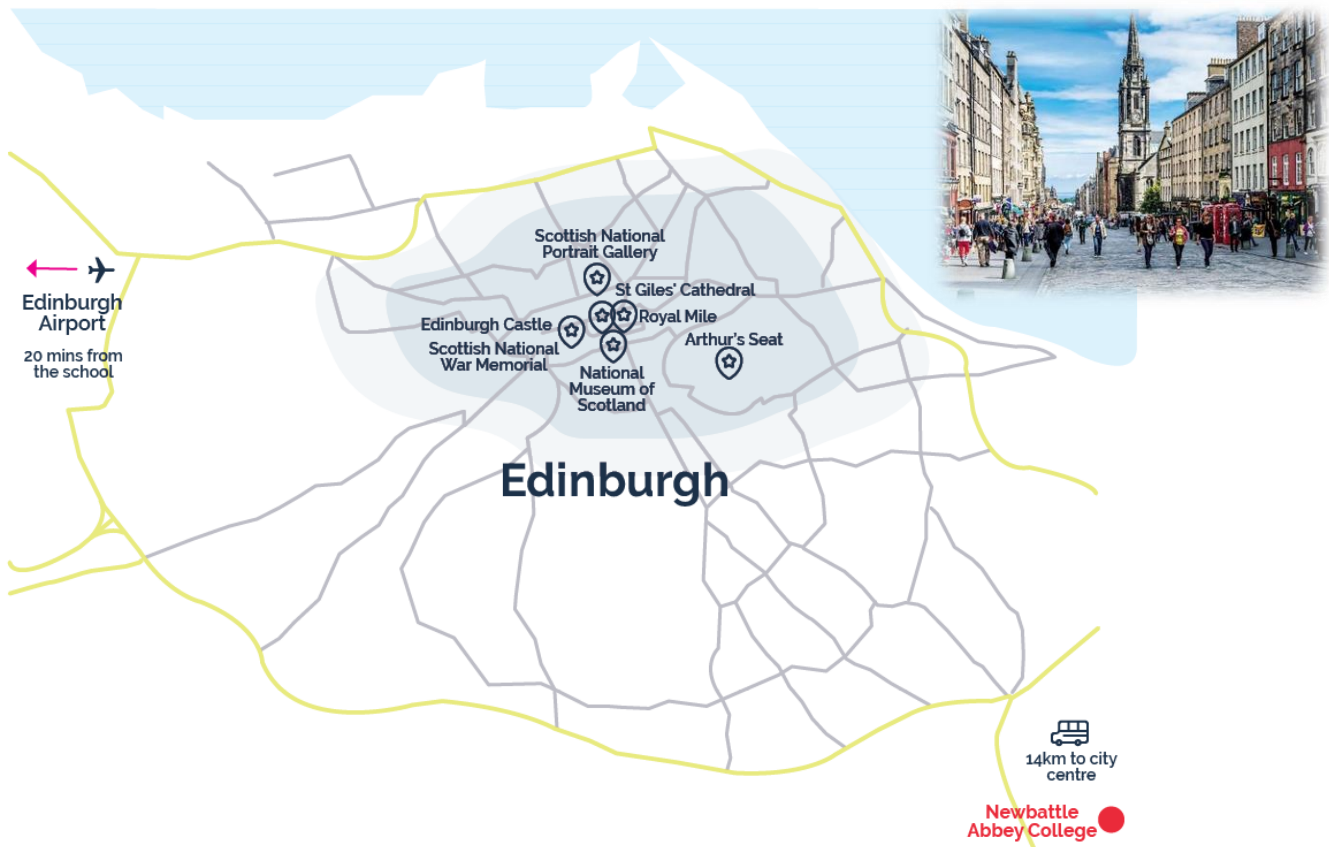 Scottish National
Portrait Gallery
St Giles' Cathedral
Edinburgh
Airport
20 mins from
the school
Edinburgh Castle
Royal Mile
Scottish National
War Memorial
Arthur's Seat
National
Museum of
Scotland
Edinburgh
14km to city
centre
Newbattle
Abbey College